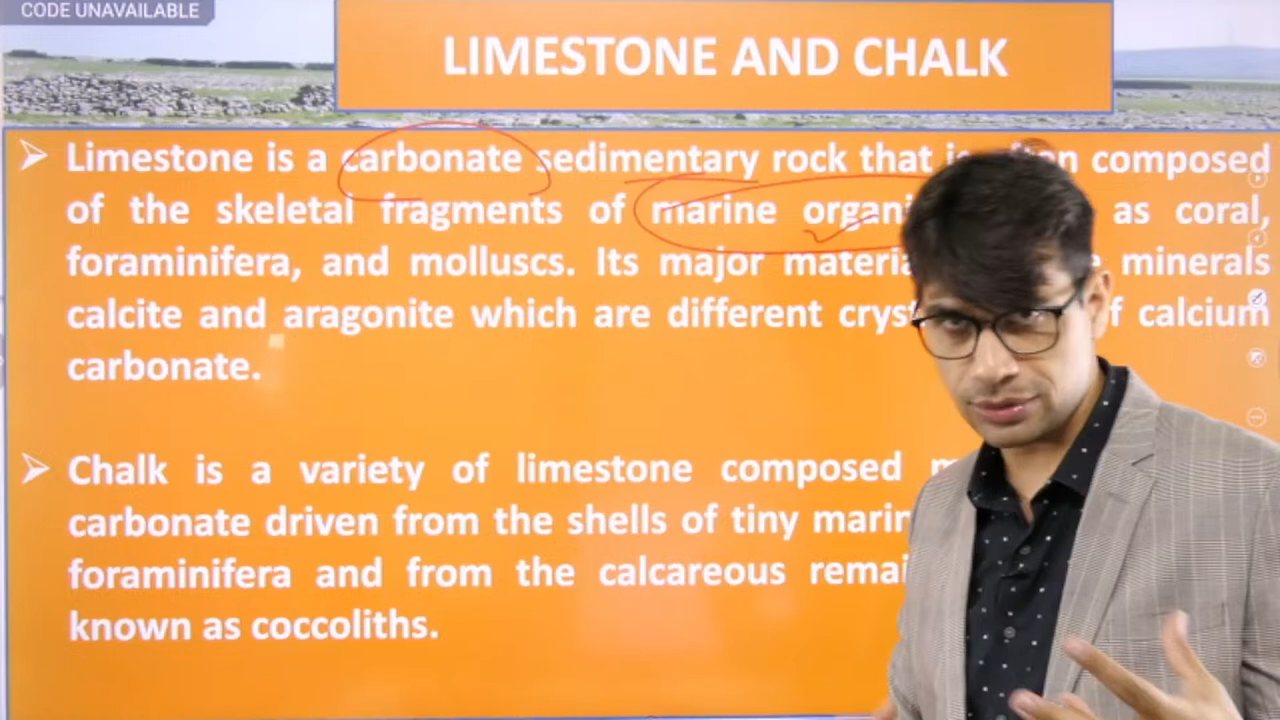 CODE UNAVAILABLE
LIMESTONE AND CHALK
Limestone is a carbonate sedimentary rock that composed
of the skeletal fragments of marine as coral,
foraminifera, and molluscs. Its major minerals
calcite and aragonite which are different calcium
carbonate.
Chalk is a variety of limestone composed
carbonate driven from the shells of tiny
foraminifera and from the calcareous
known as coccoliths.